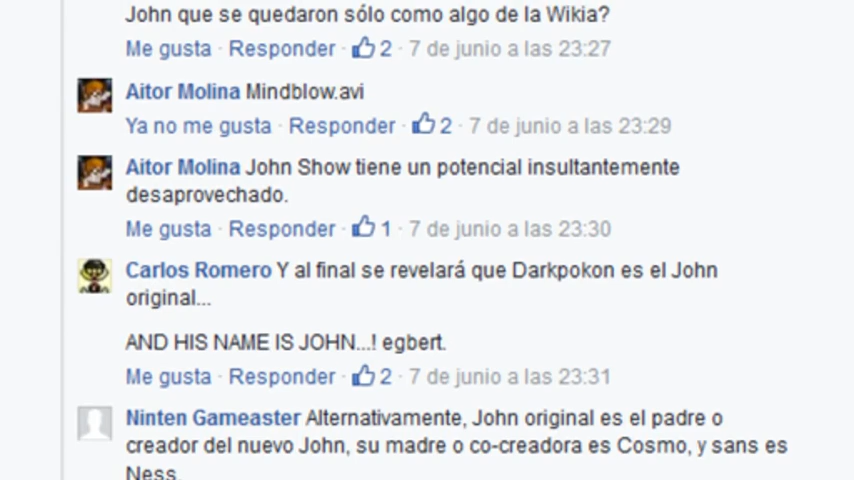 John que se quedaron sólo como algo de la Wikia?
Me gusta · Responder · 2 · 7 de junio a las 23:27
Aitor Molina Mindblow.avi
Ya no me gusta · Responder · 2 · 7 de junio a las 23:29
Aitor Molina John Show tiene un potencial insultantemente
desaprovechado.
Me gusta · Responder · 1 · 7 de junio a las 23:30
Carlos Romero Y al final se revelará que Darkpokon es el John
original...
AND HIS NAME IS JOHN...! egbert.
Me gusta · Responder · 2 · 7 de junio a las 23:31
Ninten Gameaster Alternativamente, John original es el padre o
creador del nuevo John, su madre o co-creadora es Cosmo, y sans es
Ness.